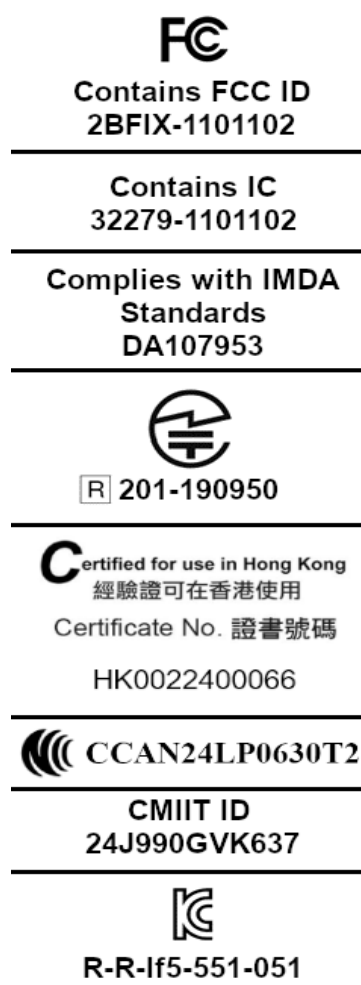 FC
Contains FCC ID
2BFIX-1101102
Contains IC
32279-1101102
Complies with IMDA
Standards
DA107953
R 201-190950
Certified for use in Hong Kong
經驗證可在香港使用
Certificate No. 證書號碼
HK0022400066
CCAN24LP0630T2
CMIIT ID
24J990GVK637
R-R-If5-551-051